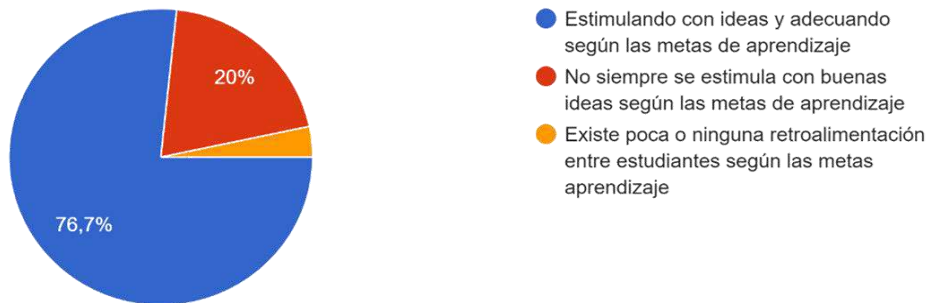 Estimulando con ideas y adecuando
según las metas de aprendizaje
No siempre se estimula con buenas
ideas según las metas de aprendizaje
Existe poca o ninguna retroalimentación
entre estudiantes según las metas
aprendizaje
20%
76,7%